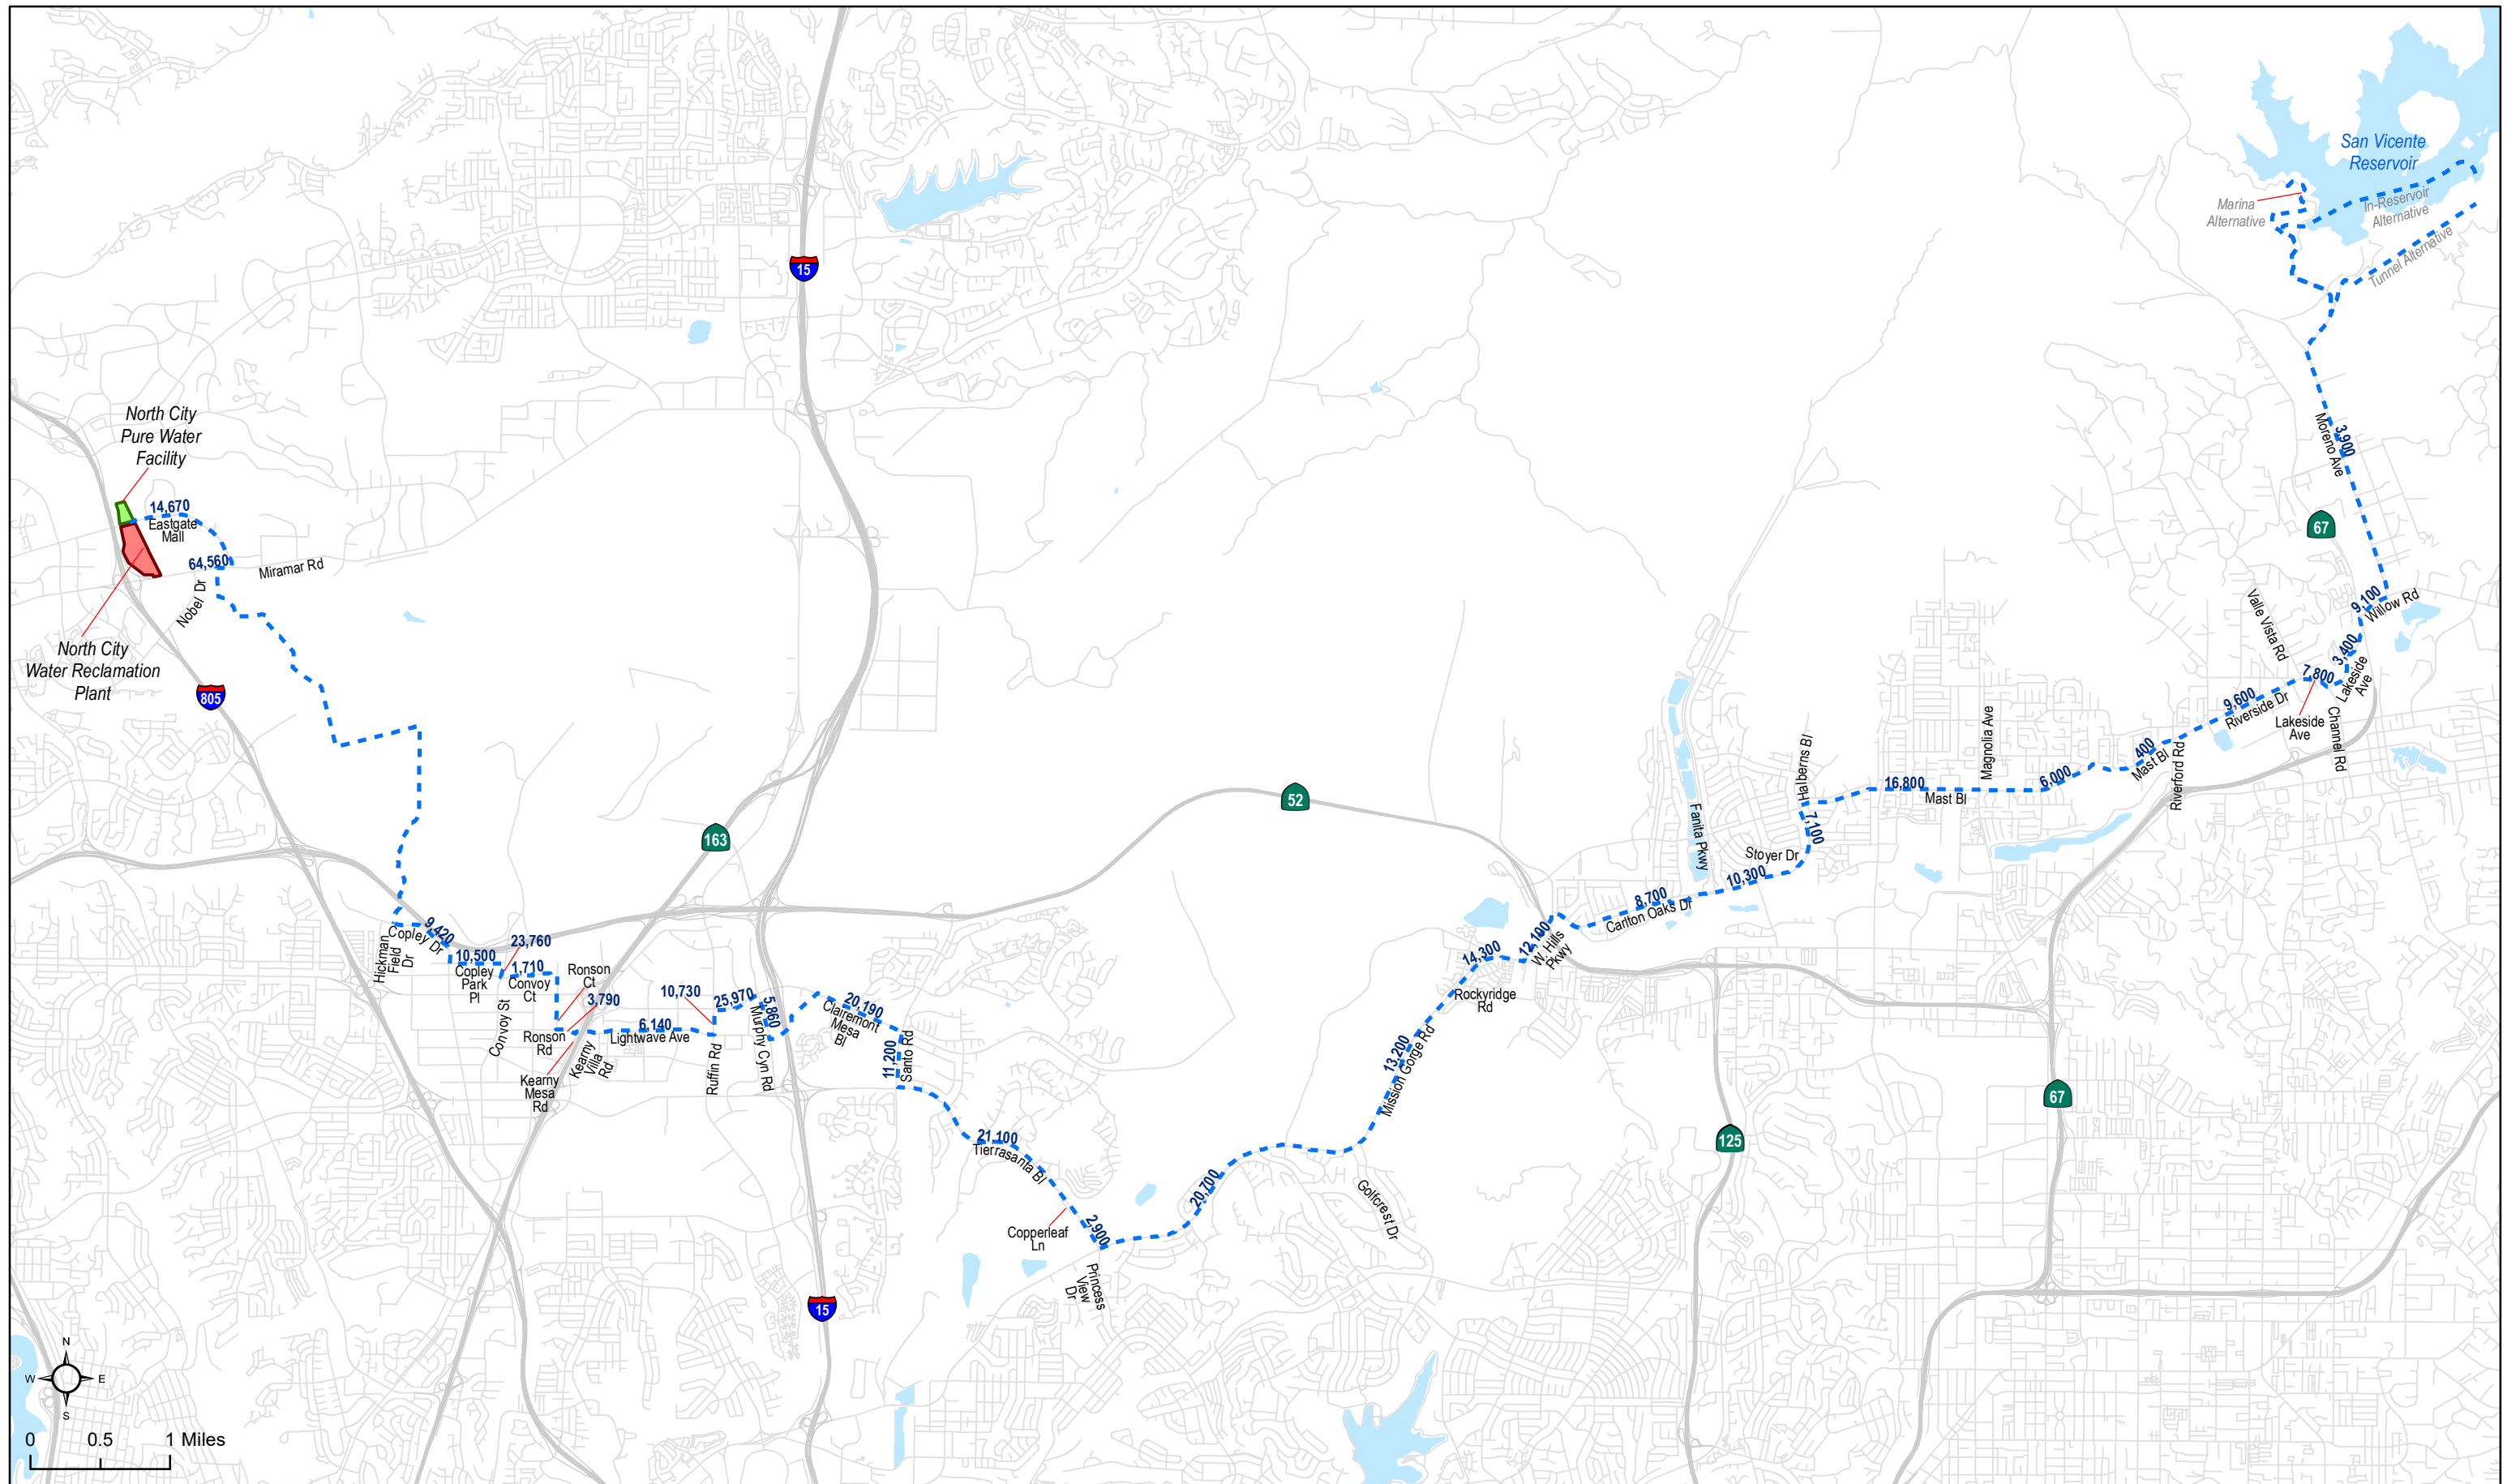 San Vicente
Reservoir
Marina
Alternative
In-Reservoir
Alternative
Tunnel Alternative
15
North City
Pure Water
Facility
14,670
Eastgate
Mall
64,560
Miramar Rd
Nobel Dr
North City
Water Reclamation
Plant
805
Moreno Ave
3,900
67
9,100
Willow Rd
Valle Vista Rd
3,400
Lakeside
Ave
7,800
9,600
Riverside Dr
Lakeside
Ave
Channel Rd
400
Mast Bl
Riverford Rd
Magnolia Ave
6,000
16,800
Mast Bl
Halberns Bl
7,100
Fanita Pkwy
Stoyer Dr
10,300
8,700
Carlton Oaks Dr
52
163
12,100
W. Hills
Pkwy
14,300
Rockyridge
Rd
13,200
Mission Gorge Rd
9,420
Copley Dr
Hickman
Field
Dr
10,500
Copley
Park
Pl
23,760
1,710
Convoy
Ct
Convoy St
Ronson
Ct
3,790
Ronson
Rd
Kearny
Mesa
Rd
Kearny
Villa
Rd
6,140
Lightwave Ave
10,730
Ruffin Rd
25,970
5,860
Murphy Cyn Rd
20,190
Clairemont
Mesa
Bl
11,200
Santo Rd
21,100
Tierrasanta Bl
Copperleaf
Ln
2,900
Princess
View
Dr
20,700
Golfcrest Dr
67
125
15
N
W
E
S
0 0.5 1 Miles